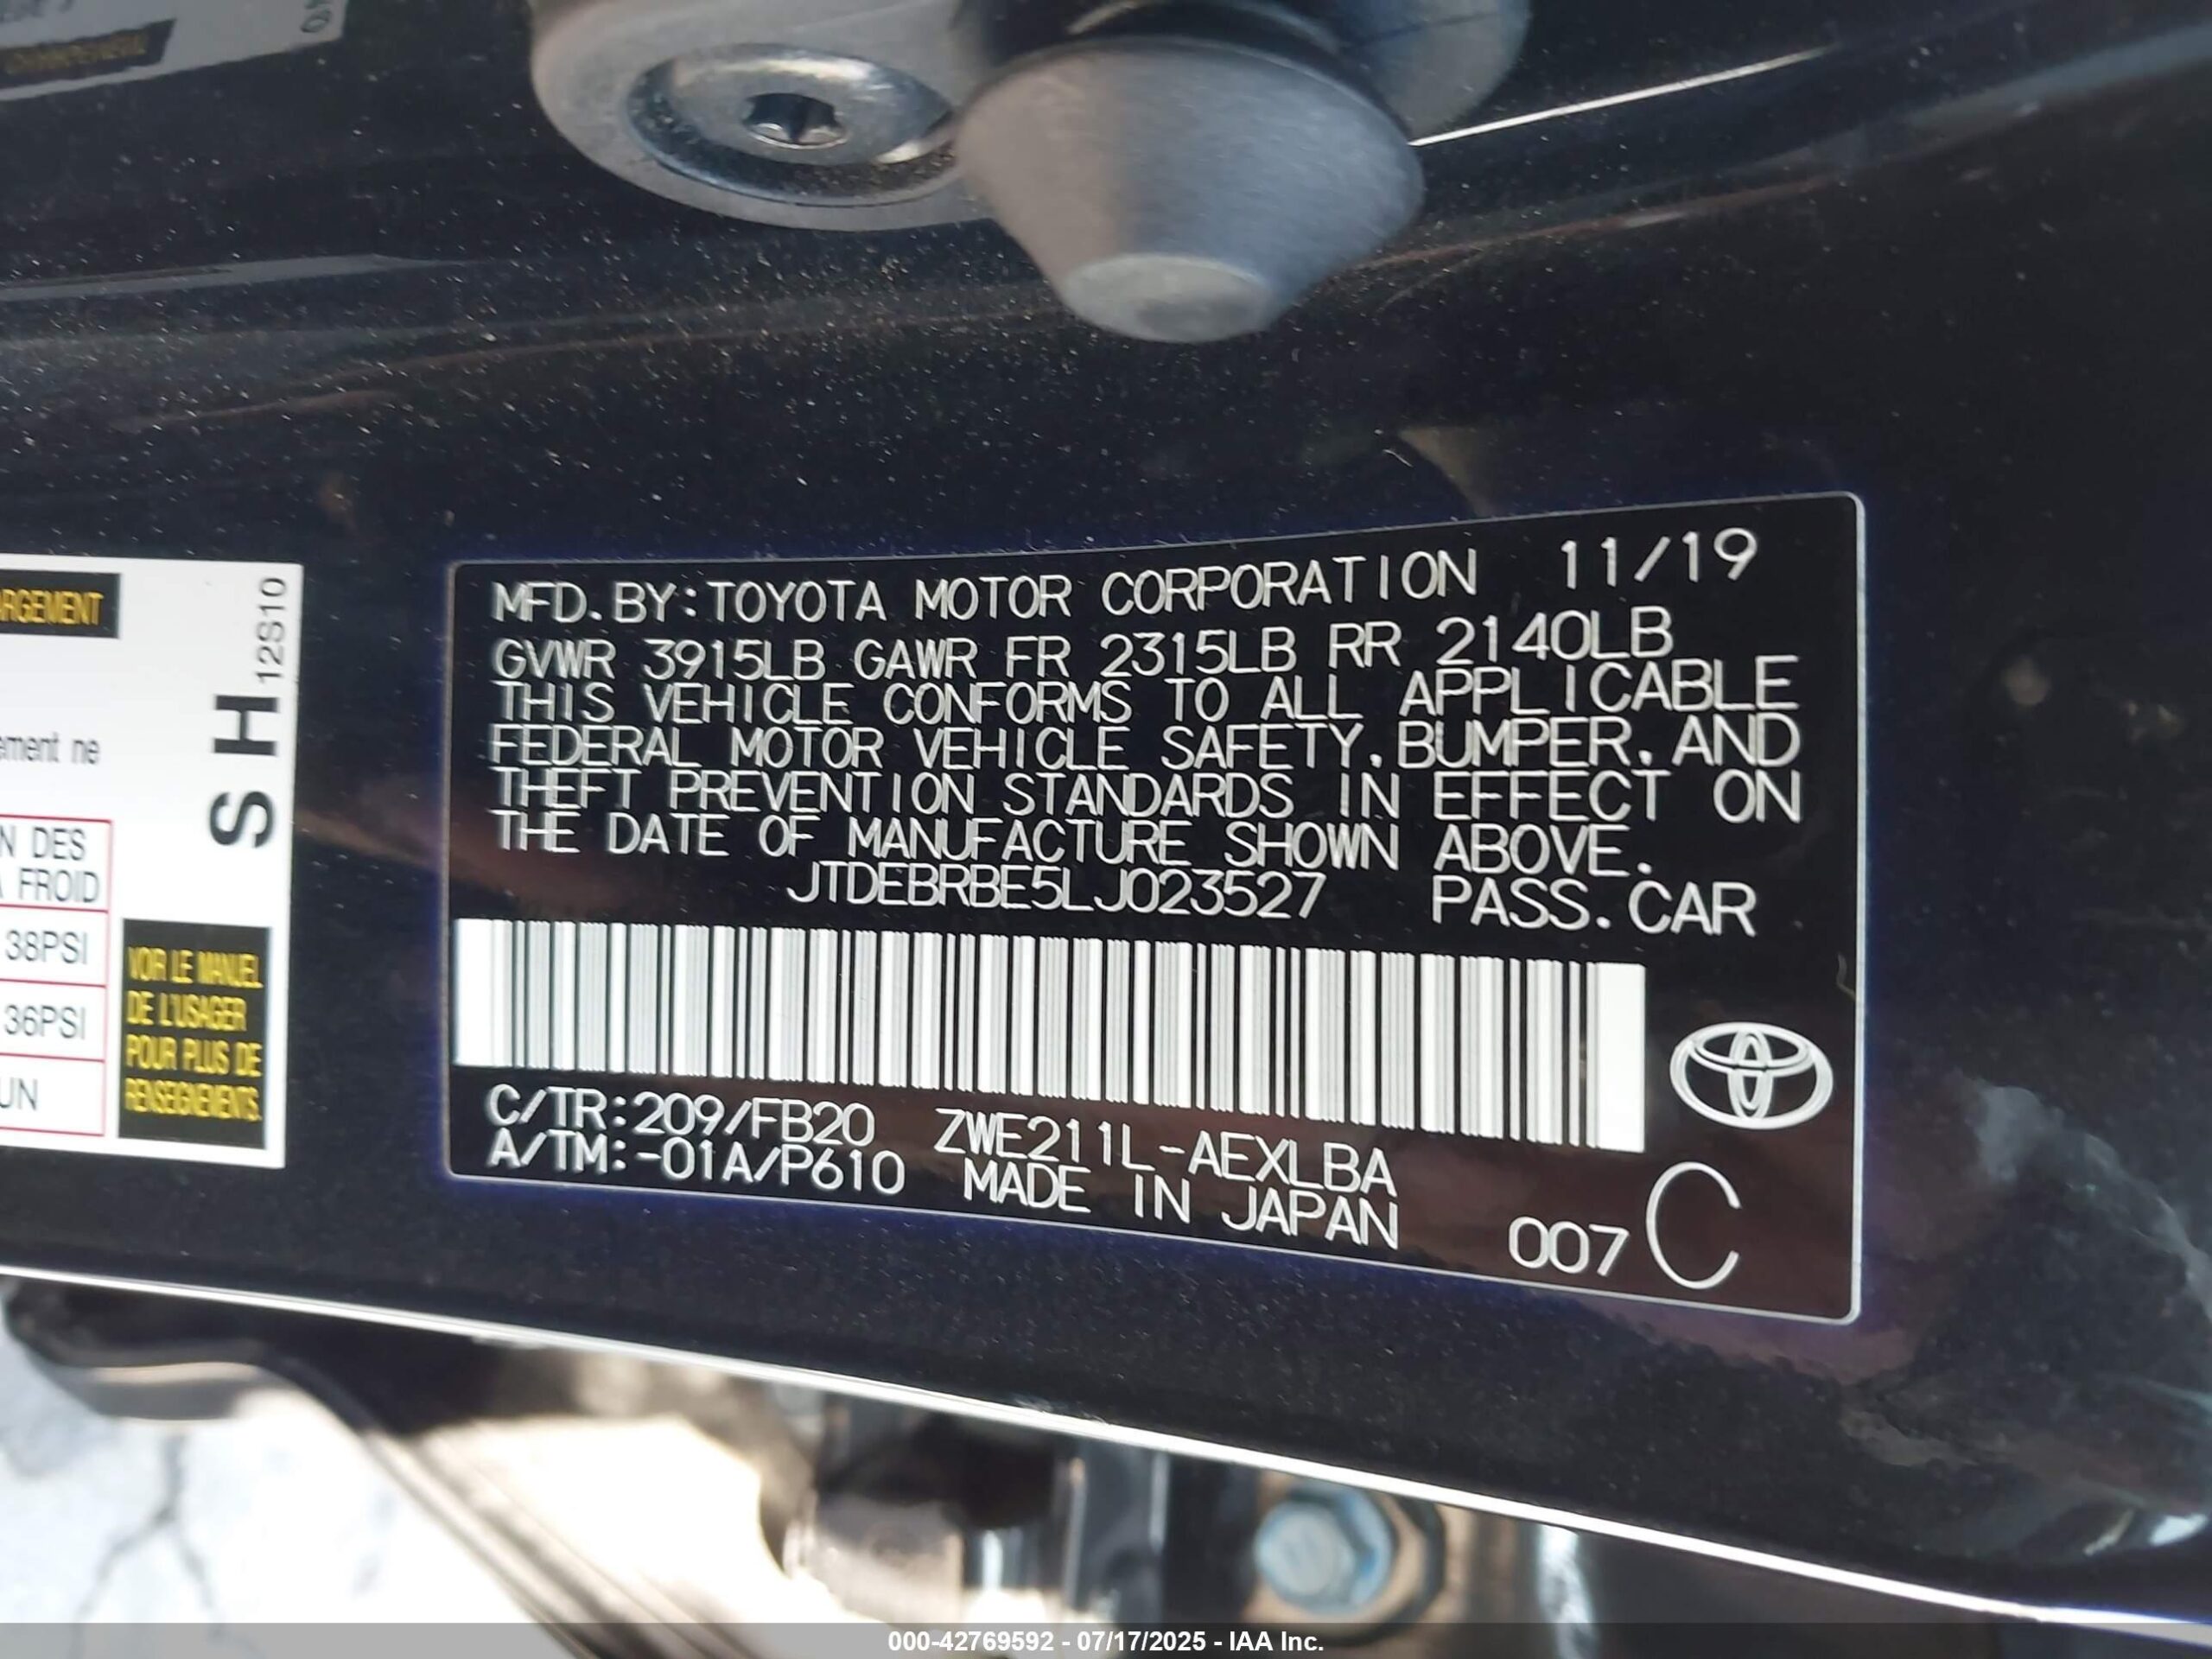 ARGEMENT
12S10
S H
ement ne
N DES
A FROID
38PSI
36PSI
UN
VOIR LE MANUEL
DE L'USAGER
POUR PLUS DE
RENSEIGNEMENTS.
MFD. BY: TOYOTA MOTOR CORPORATION 11/19
GVWR 3915LB GAWR FR 2315LB RR 2140LB
THIS VEHICLE CONFORMS TO ALL APPLICABLE
FEDERAL MOTOR VEHICLE SAFETY, BUMPER, AND
THEFT PREVENTION STANDARDS IN EFFECT ON
THE DATE OF MANUFACTURE SHOWN ABOVE.
JTDEBRBE5LJ023527 PASS. CAR
C/TR: 209/FB20 ZWE211L-AEXLBA
A/TM: -01A/P610 MADE IN JAPAN
007 C
000-42769592 - 07/17/2025 - IAA Inc.